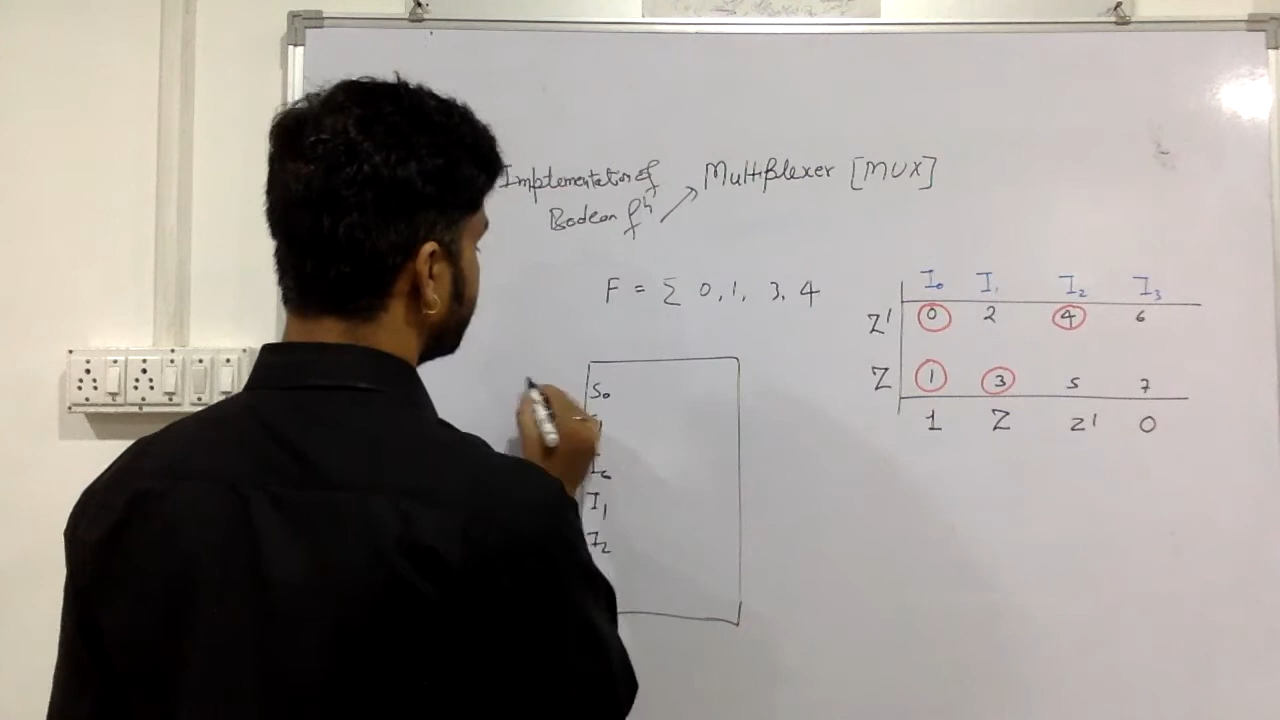 Implementation of Multiplexer [MUX]
Boolean fⁿ
F = Σ 0, 1, 3, 4
I₀ I₁ I₂ I₃
Z' 0 2 4 6
Z 1 3 5 7
1 Z Z' 0
S₀
I₀
I₁
I₂